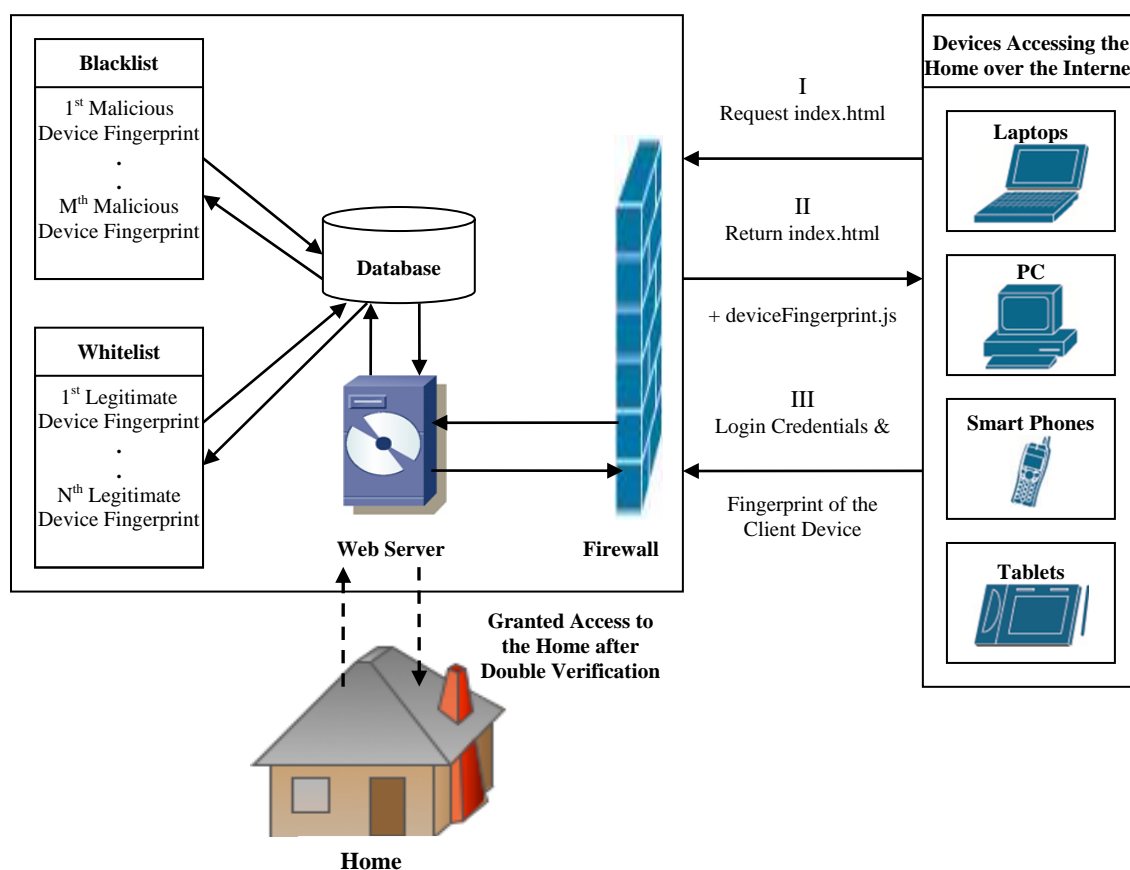 Blacklist
1st Malicious
Device Fingerprint
.
.
Mth Malicious
Device Fingerprint
Whitelist
1st Legitimate
Device Fingerprint
.
.
Nth Legitimate
Device Fingerprint
Database
Web Server
Firewall
I
Request index.html
II
Return index.html
+ deviceFingerprint.js
III
Login Credentials &
Fingerprint of the
Client Device
Devices Accessing the
Home over the Interne
Laptops
PC
Smart Phones
Tablets
Granted Access to
the Home after
Double Verification
Home